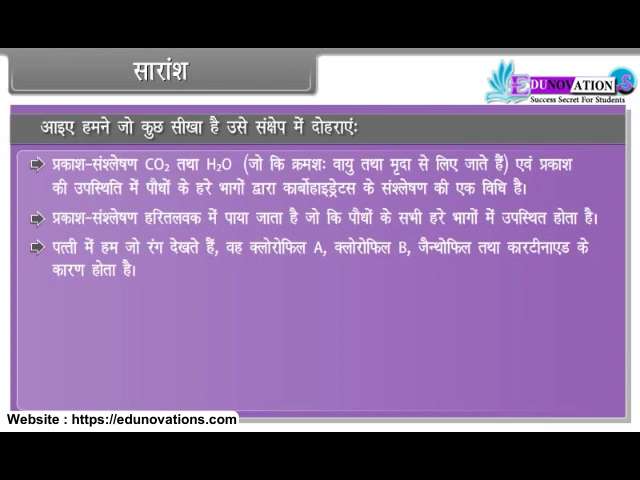 सारांश
EDUNOVATIONS
Success Secret For Students
आइए हमने जो कुछ सीखा है उसे संक्षेप में दोहराएंः
प्रकाश-संश्लेषण CO₂ तथा H₂O (जो कि क्रमशः वायु तथा मृदा से लिए जाते हैं) एवं प्रकाश
की उपस्थिति में पौधों के हरे भागों द्वारा कार्बोहाइड्रेटस के संश्लेषण की एक विधि है।
प्रकाश-संश्लेषण हरितलवक में पाया जाता है जो कि पौधों के सभी हरे भागों में उपस्थित होता है।
पत्ती में हम जो रंग देखते हैं, वह क्लोरोफिल A, क्लोरोफिल B, जैन्थोफिल तथा कारटीनाएड के
कारण होता है।
Website : https://edunovations.com